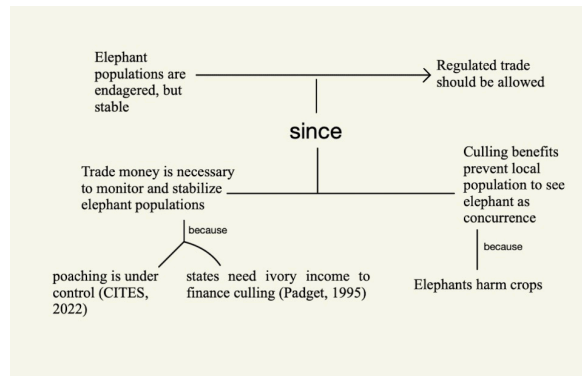 Elephant
populations are
endagered, but
stable
Regulated trade
should be allowed
since
Trade money is necessary
to monitor and stabilize
elephant populations
Culling benefits
prevent local
population to see
elephant as
concurrence
because
because
poaching is under
control (CITES,
2022)
states need ivory income to
finance culling (Padget, 1995)
Elephants harm crops